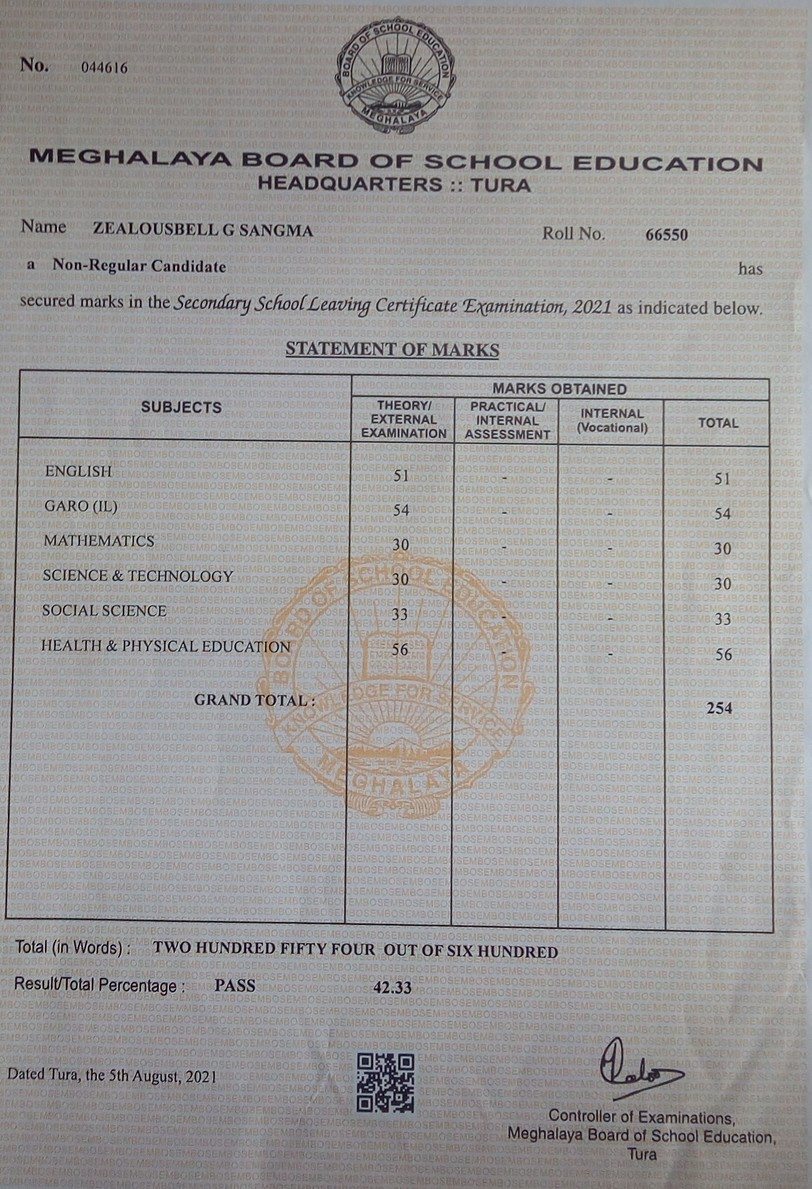 No. 044616
BOARD OF SCHOOL EDUCATION
KNOWLEDGE FOR SERVICE
MEGHALAYA
MEGHALAYA BOARD OF SCHOOL EDUCATION
HEADQUARTERS :: TURA
Name ZEALOUSBELL G SANGMA Roll No. 66550
a Non-Regular Candidate has
secured marks in the Secondary School Leaving Certificate Examination, 2021 as indicated below.
STATEMENT OF MARKS
SUBJECTS MARKS OBTAINED
THEORY/ EXTERNAL EXAMINATION PRACTICAL/ INTERNAL ASSESSMENT INTERNAL (Vocational) TOTAL
ENGLISH 51 - - 51
GARO (IL) 54 - - 54
MATHEMATICS 30 - - 30
SCIENCE & TECHNOLOGY 30 - - 30
SOCIAL SCIENCE 33 - - 33
HEALTH & PHYSICAL EDUCATION 56 - - 56
GRAND TOTAL : 254
BOARD OF SCHOOL EDUCATION
KNOWLEDGE FOR SERVICE
MEGHALAYA
Total (in Words) : TWO HUNDRED FIFTY FOUR OUT OF SIX HUNDRED
Result/Total Percentage : PASS 42.33
Dated Tura, the 5th August, 2021
Controller of Examinations,
Meghalaya Board of School Education,
Tura